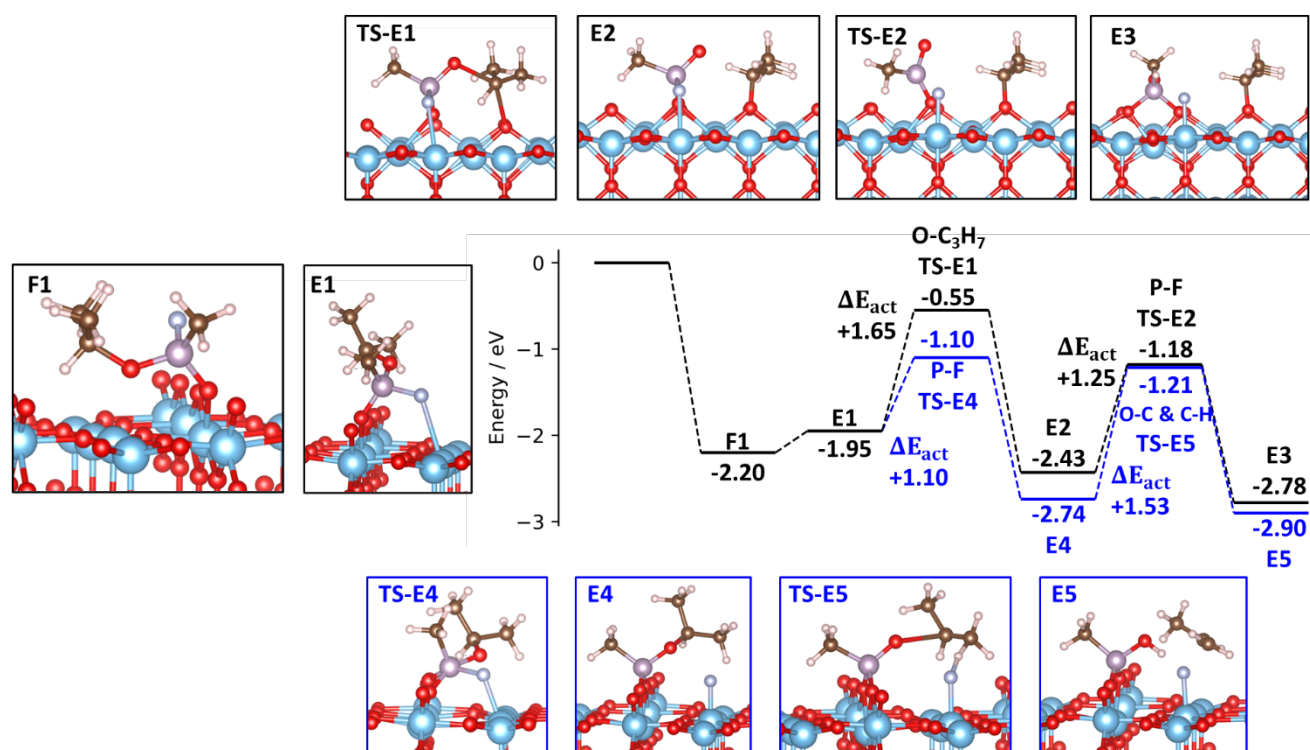 TS-E1
E2
TS-E2
E3
F1
E1
Energy / eV
0
−1
−2
−3
F1
-2.20
E1
-1.95
ΔEact
+1.65
O-C3H7
TS-E1
-0.55
-1.10
P-F
TS-E4
ΔEact
+1.10
E2
-2.43
-2.74
E4
ΔEact
+1.25
P-F
TS-E2
-1.18
-1.21
O-C & C-H
TS-E5
ΔEact
+1.53
E3
-2.78
-2.90
E5
TS-E4
E4
TS-E5
E5